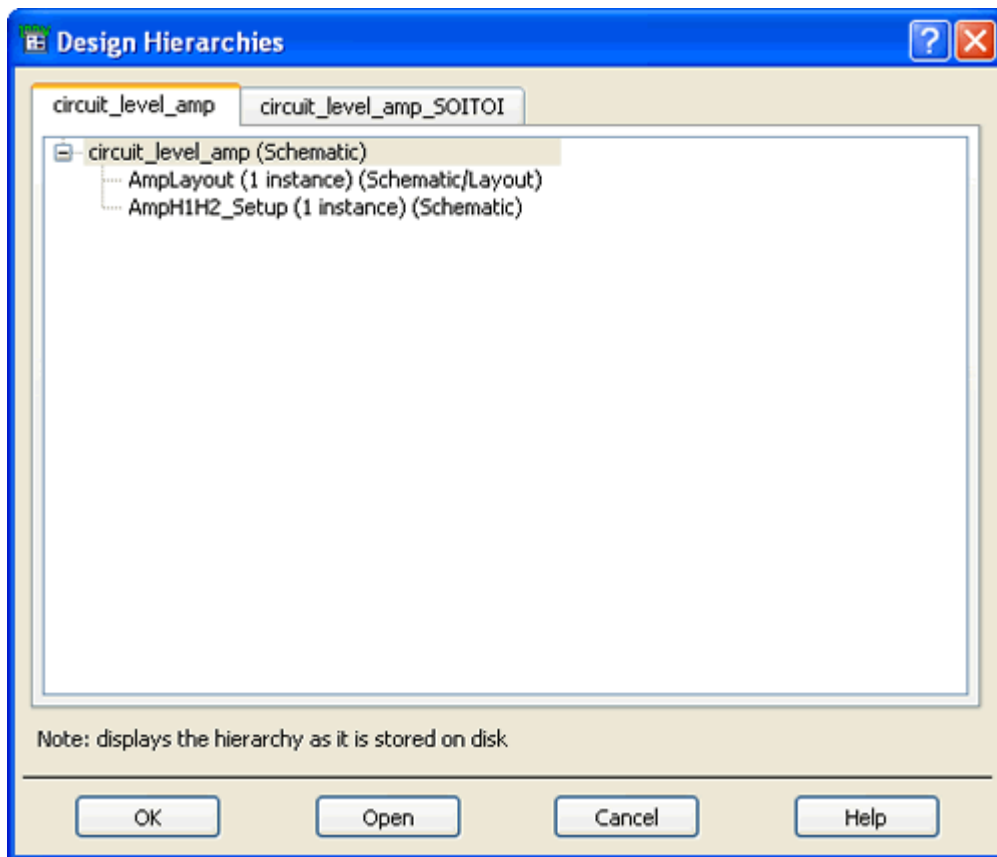 Design Hierarchies
circuit_level_amp circuit_level_amp_SOITOI
circuit_level_amp (Schematic)
AmpLayout (1 instance) (Schematic/Layout)
AmpH1H2_Setup (1 instance) (Schematic)
Note: displays the hierarchy as it is stored on disk
OK Open Cancel Help